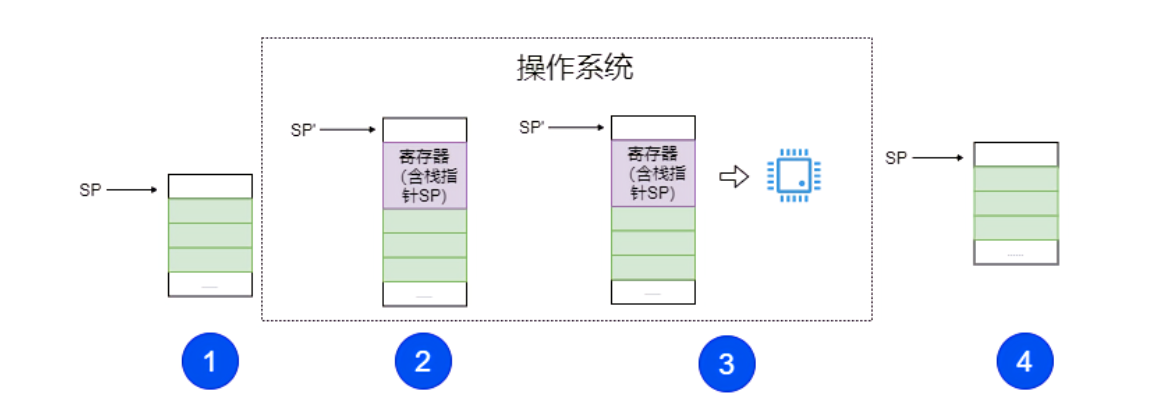 操作系统
SP'
寄存器
（含栈指
针SP）
SP'
寄存器
（含栈指
针SP）
SP
......
SP
......
......
......
1
2
3
4